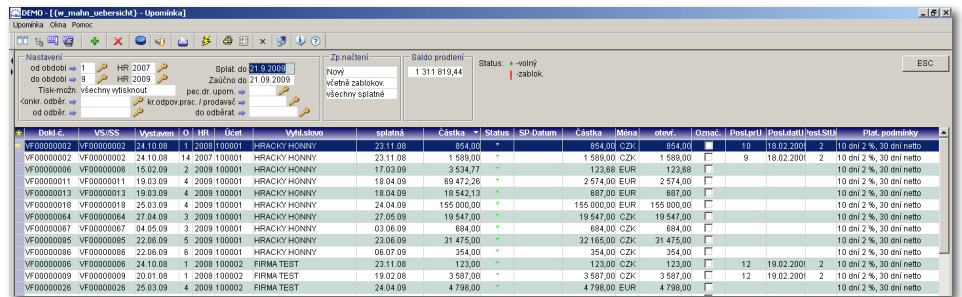 DEMO - [{w_mahn_uebersicht} - Upomínka]
Upomínka Okna Pomoc
Nastavení
od období 1 HR 2007 Splat. do 21.9.2009
do období 9 HR 2009 Zaúčno do 21.09.2009
Tisk-možn. všechny vytisknout pec.dr. upom.
Konkr. odběr. kr.odpov.prac. / prodavač
od odběr. do odběrat.
Zp.načtení
Nový
včetně zablokov.
všechny splatné
Saldo prodlení
1 311 819,44
Status: * -volný
! -zablok.
ESC
Dokl-č. VS//SS Vystaven O HR Účet Vyhl.slovo splatná Částka Status SP-Datum Částka Měna otevř. Označ. Posl.prU Posl.datU Posl.StU Plat. podmínky
VF00000002 VF00000002 24.10.08 1 2008 100001 HRACKY HONNY 23.11.08 854,00 * 854,00 CZK 854,00 10 18.02.2009 2 10 dní 2 %, 30 dní netto
VF00000002 VF00000002 24.10.08 14 2007 100001 HRACKY HONNY 23.11.08 1 589,00 * 1 589,00 CZK 1 589,00 9 18.02.2009 2 10 dní 2 %, 30 dní netto
VF00000006 VF00000006 15.02.09 2 2009 100001 HRACKY HONNY 17.03.09 3 534,77 * 123,68 EUR 123,68 10 dní 2 %, 30 dní netto
VF00000011 VF00000011 19.03.09 4 2009 100001 HRACKY HONNY 18.04.09 69 472,26 * 2 574,00 EUR 2 574,00 10 dní 2 %, 30 dní netto
VF00000013 VF00000013 19.03.09 4 2009 100001 HRACKY HONNY 18.04.09 18 542,13 * 687,00 EUR 687,00 10 dní 2 %, 30 dní netto
VF00000018 VF00000018 25.03.09 4 2009 100001 HRACKY HONNY 24.04.09 155 000,00 * 155 000,00 EUR 155 000,00 10 dní 2 %, 30 dní netto
VF00000064 VF00000064 27.04.09 3 2009 100001 HRACKY HONNY 27.05.09 19 547,00 * 19 547,00 CZK 19 547,00 10 dní 2 %, 30 dní netto
VF00000067 VF00000067 04.05.09 3 2009 100001 HRACKY HONNY 03.06.09 684,00 * 684,00 CZK 684,00 10 dní 2 %, 30 dní netto
VF00000085 VF00000085 22.06.09 5 2008 100001 HRACKY HONNY 23.06.09 31 475,00 * 32 165,00 CZK 31 475,00 10 dní 2 %, 30 dní netto
VF00000086 VF00000086 22.06.09 6 2009 100001 HRACKY HONNY 06.07.09 354,00 * 354,00 CZK 354,00 10 dní 2 %, 30 dní netto
VF00000006 VF00000006 24.10.08 1 2008 100002 FIRMA TEST 23.11.08 123,00 * 123,00 CZK 123,00 12 19.02.2009 2 10 dní 2 %, 30 dní netto
VF00000009 VF00000009 20.01.08 1 2008 100002 FIRMA TEST 19.02.08 3 587,00 * 3 587,00 CZK 3 587,00 12 19.02.2009 2 10 dní 2 %, 30 dní netto
VF00000026 VF00000026 25.03.09 4 2009 100002 FIRMA TEST 24.04.09 4 798,00 * 4 798,00 EUR 4 798,00 10 dní 2 %, 30 dní netto